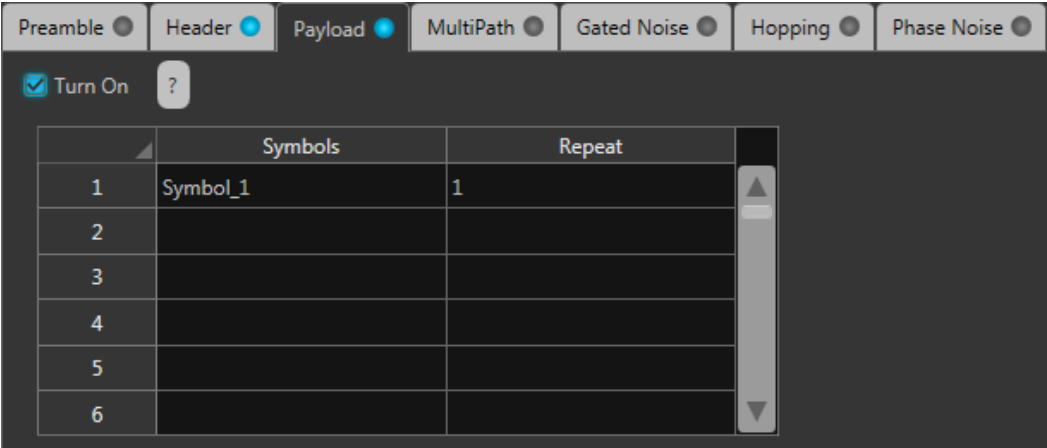 Preamble Header Payload MultiPath Gated Noise Hopping Phase Noise
Turn On ?
Symbols Repeat
1 Symbol_1 1
2
3
4
5
6